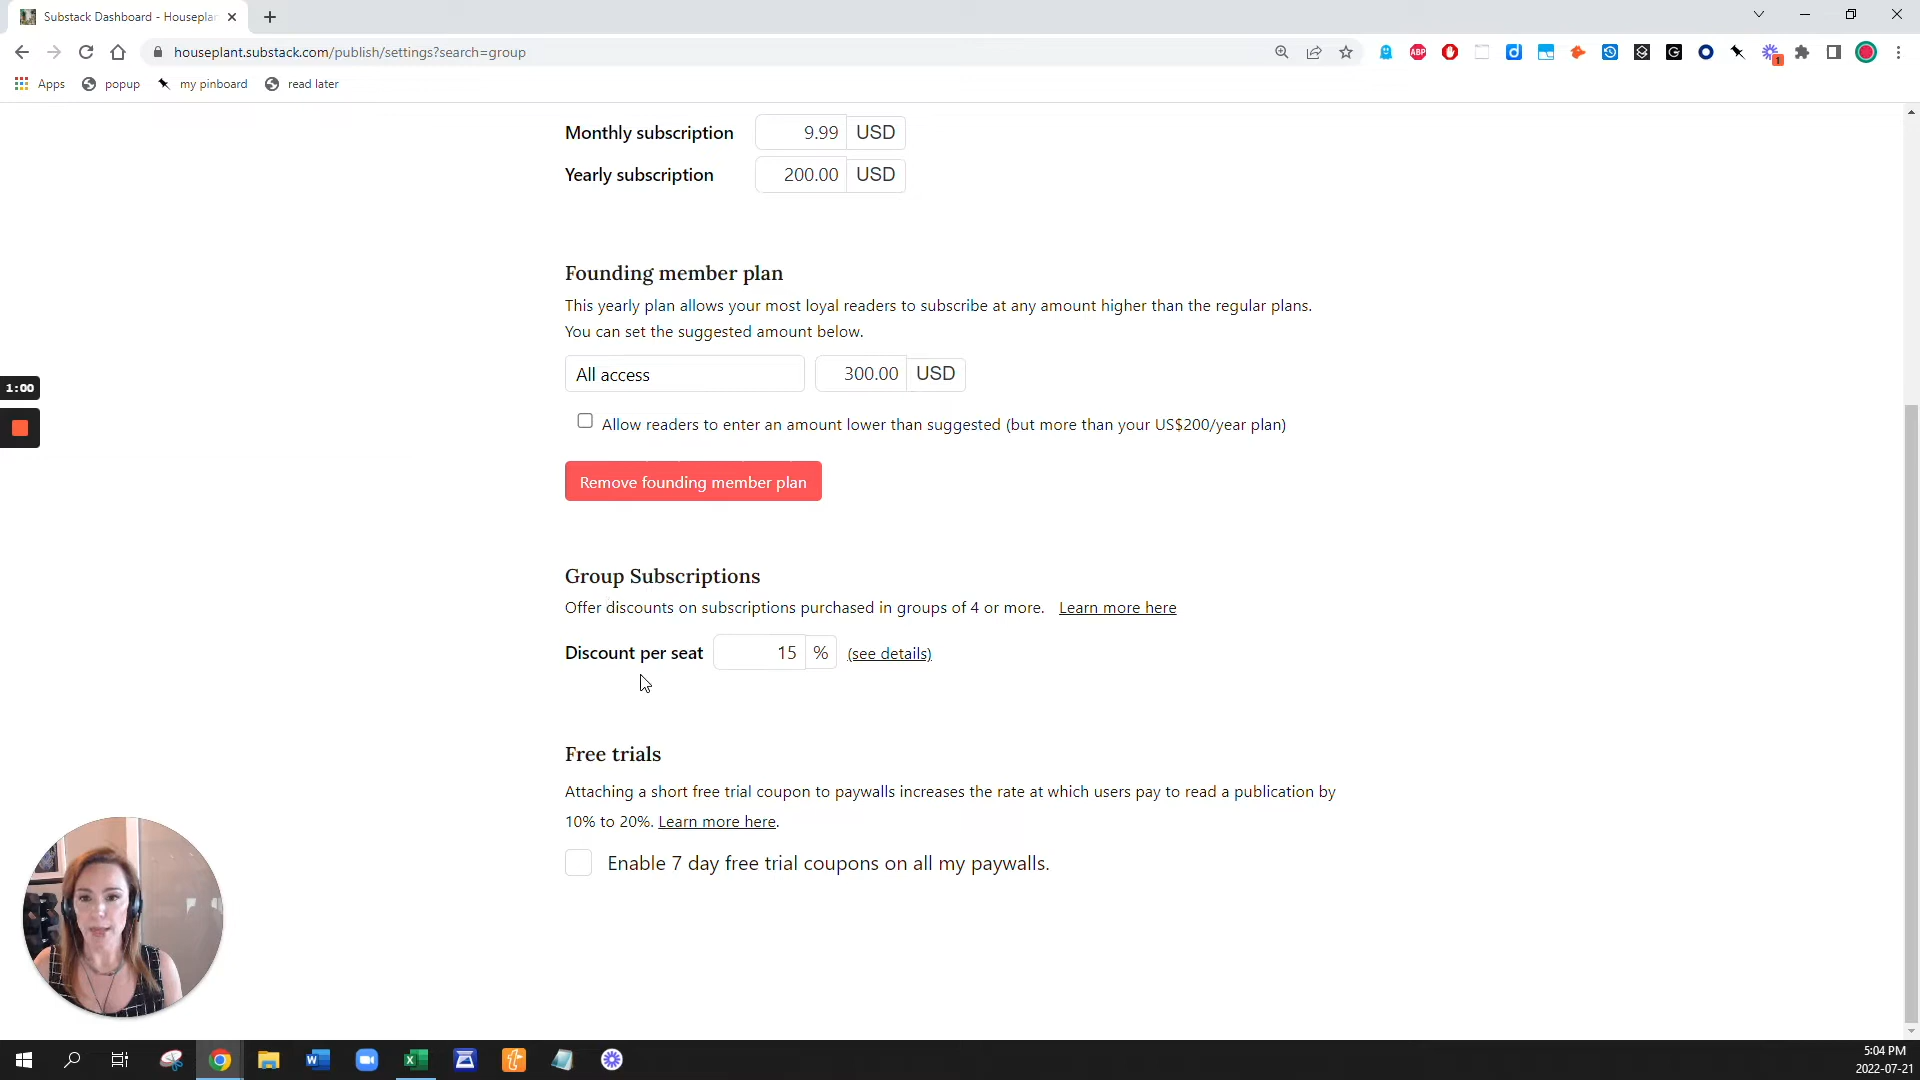 Substack Dashboard - Housepla
houseplant.substack.com/publish/settings?search=group
ABP
1
Apps
popup
my pinboard
read later
Monthly subscription 9.99 USD
Yearly subscription 200.00 USD
Founding member plan
This yearly plan allows your most loyal readers to subscribe at any amount higher than the regular plans.
You can set the suggested amount below.
All access 300.00 USD
1:00
Allow readers to enter an amount lower than suggested (but more than your US$200/year plan)
Remove founding member plan
Group Subscriptions
Offer discounts on subscriptions purchased in groups of 4 or more. Learn more here
Discount per seat 15 % (see details)
Free trials
Attaching a short free trial coupon to paywalls increases the rate at which users pay to read a publication by
10% to 20%. Learn more here.
Enable 7 day free trial coupons on all my paywalls.
5:04 PM
2022-07-21